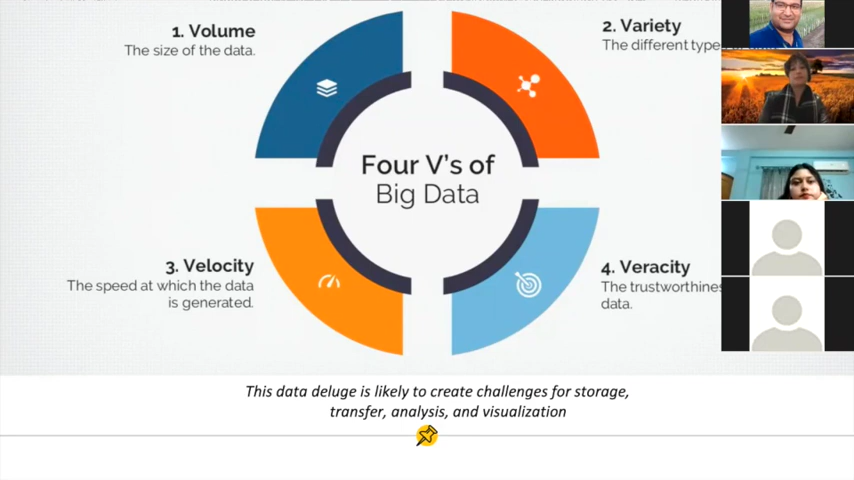 1. Volume
The size of the data.
2. Variety
The different
Four V's of
Big Data
3. Velocity
The speed at which the data
is generated.
4. Veracity
The
data.
This data deluge is likely to create challenges for storage,
transfer, analysis, and visualization